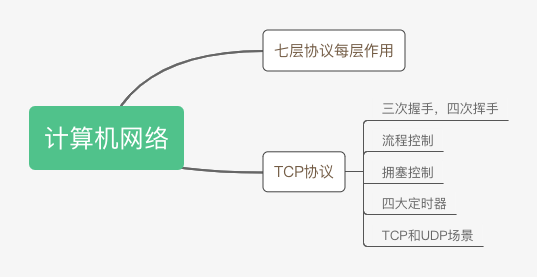 计算机网络
七层协议每层作用
TCP协议
三次握手，四次挥手
流程控制
拥塞控制
四大定时器
TCP和UDP场景